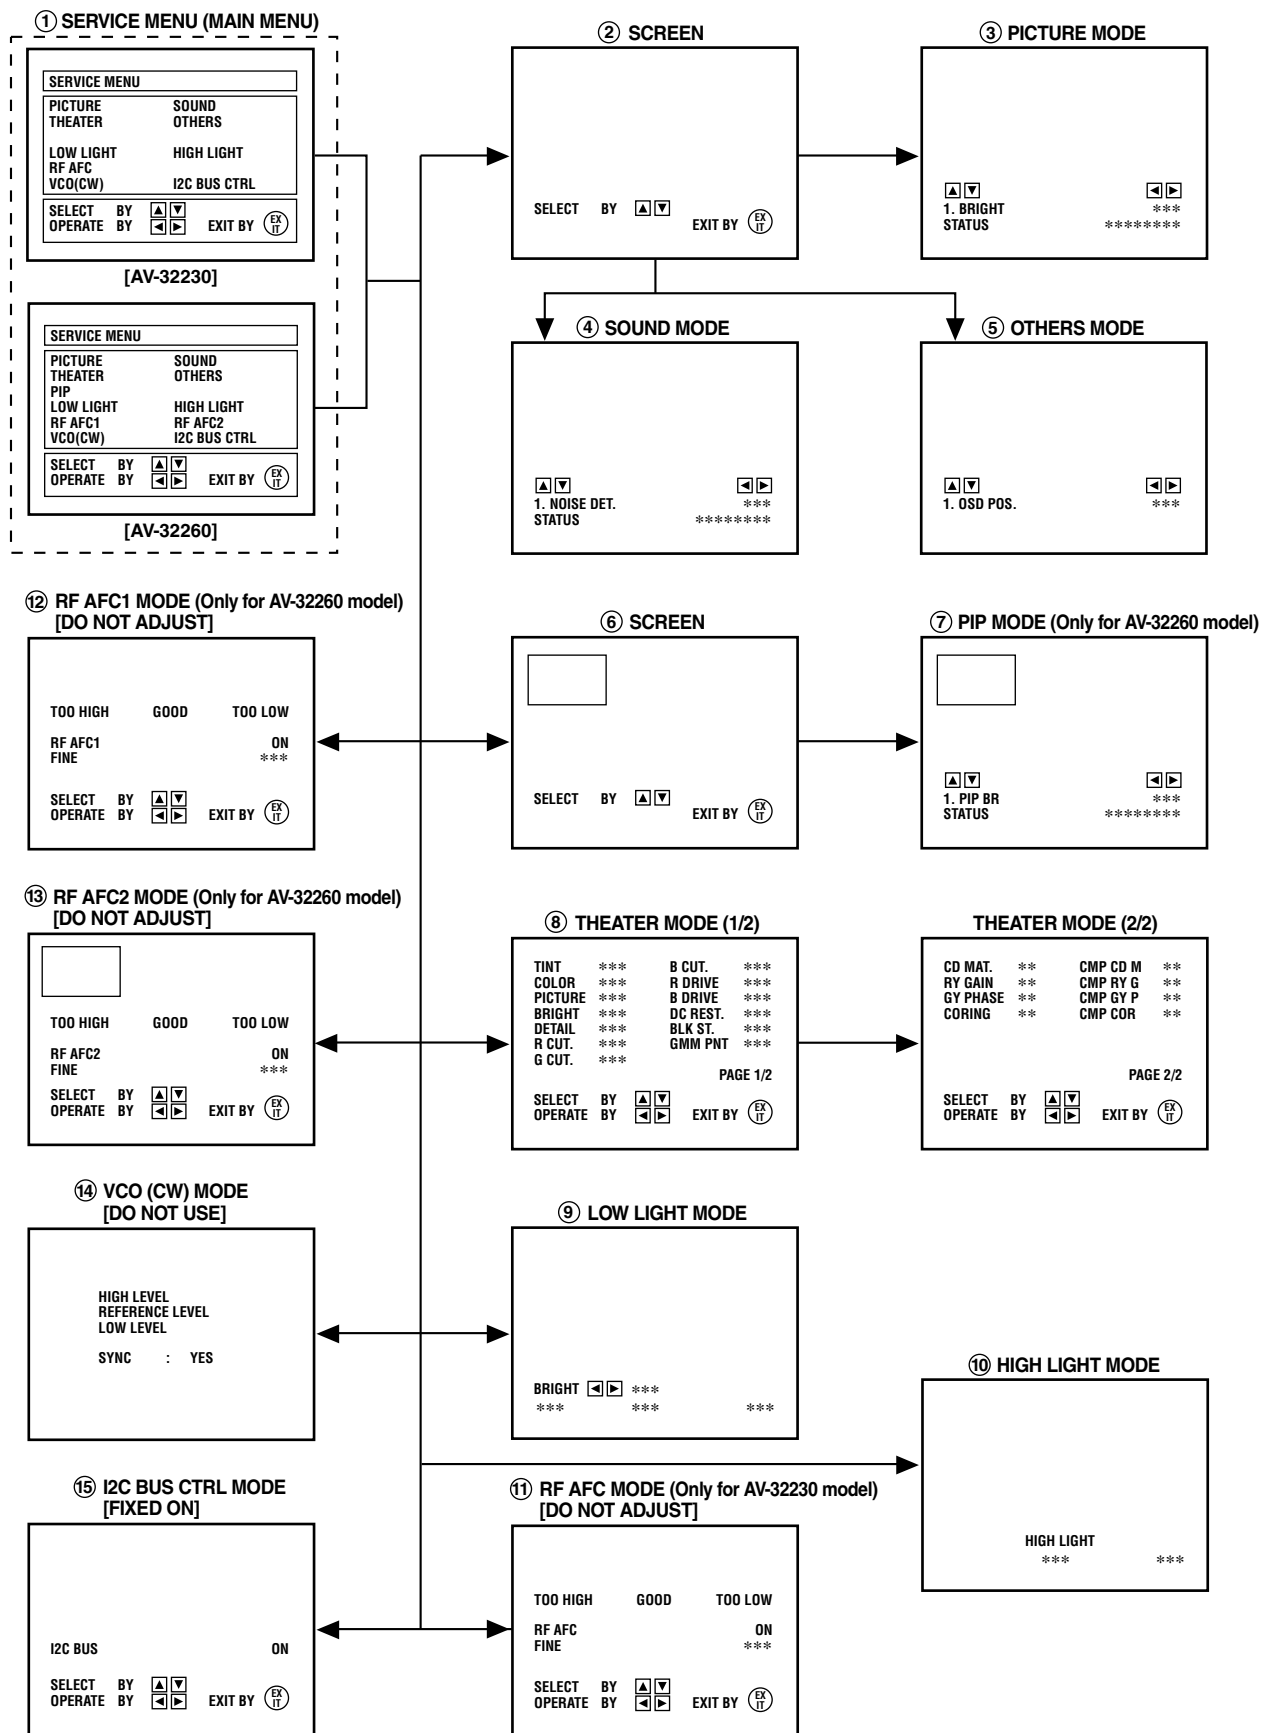 ① SERVICE MENU (MAIN MENU)
SERVICE MENU
PICTURE SOUND
THEATER OTHERS
LOW LIGHT HIGH LIGHT
RF AFC
VCO(CW) I2C BUS CTRL
SELECT BY ▲▼
OPERATE BY ◀▶ EXIT BY EXIT
[AV-32230]
SERVICE MENU
PICTURE SOUND
THEATER OTHERS
PIP
LOW LIGHT HIGH LIGHT
RF AFC1 RF AFC2
VCO(CW) I2C BUS CTRL
SELECT BY ▲▼
OPERATE BY ◀▶ EXIT BY EXIT
[AV-32260]
② SCREEN
SELECT BY ▲▼
EXIT BY EXIT
③ PICTURE MODE
▲▼ ◀▶
1. BRIGHT ***
STATUS ********
④ SOUND MODE
▲▼ ◀▶
1. NOISE DET. ***
STATUS ********
⑤ OTHERS MODE
▲▼ ◀▶
1. OSD POS. ***
⑫ RF AFC1 MODE (Only for AV-32260 model)
[DO NOT ADJUST]
TOO HIGH GOOD TOO LOW
RF AFC1 ON
FINE ***
SELECT BY ▲▼
OPERATE BY ◀▶ EXIT BY EXIT
⑥ SCREEN
SELECT BY ▲▼
EXIT BY EXIT
⑦ PIP MODE (Only for AV-32260 model)
▲▼ ◀▶
1. PIP BR ***
STATUS ********
⑬ RF AFC2 MODE (Only for AV-32260 model)
[DO NOT ADJUST]
TOO HIGH GOOD TOO LOW
RF AFC2 ON
FINE ***
SELECT BY ▲▼
OPERATE BY ◀▶ EXIT BY EXIT
⑧ THEATER MODE (1/2)
TINT *** B CUT. ***
COLOR *** R DRIVE ***
PICTURE *** B DRIVE ***
BRIGHT *** DC REST. ***
DETAIL *** BLK ST. ***
R CUT. *** GMM PNT ***
G CUT. ***
PAGE 1/2
SELECT BY ▲▼
OPERATE BY ◀▶ EXIT BY EXIT
THEATER MODE (2/2)
CD MAT. ** CMP CD M **
RY GAIN ** CMP RY G **
GY PHASE ** CMP GY P **
CORING ** CMP COR **
PAGE 2/2
SELECT BY ▲▼
OPERATE BY ◀▶ EXIT BY EXIT
⑭ VCO (CW) MODE
[DO NOT USE]
HIGH LEVEL
REFERENCE LEVEL
LOW LEVEL
SYNC : YES
⑨ LOW LIGHT MODE
BRIGHT ◀▶ ***
*** *** ***
⑩ HIGH LIGHT MODE
HIGH LIGHT
*** ***
⑮ I2C BUS CTRL MODE
[FIXED ON]
I2C BUS ON
SELECT BY ▲▼
OPERATE BY ◀▶ EXIT BY EXIT
⑪ RF AFC MODE (Only for AV-32230 model)
[DO NOT ADJUST]
TOO HIGH GOOD TOO LOW
RF AFC ON
FINE ***
SELECT BY ▲▼
OPERATE BY ◀▶ EXIT BY EXIT